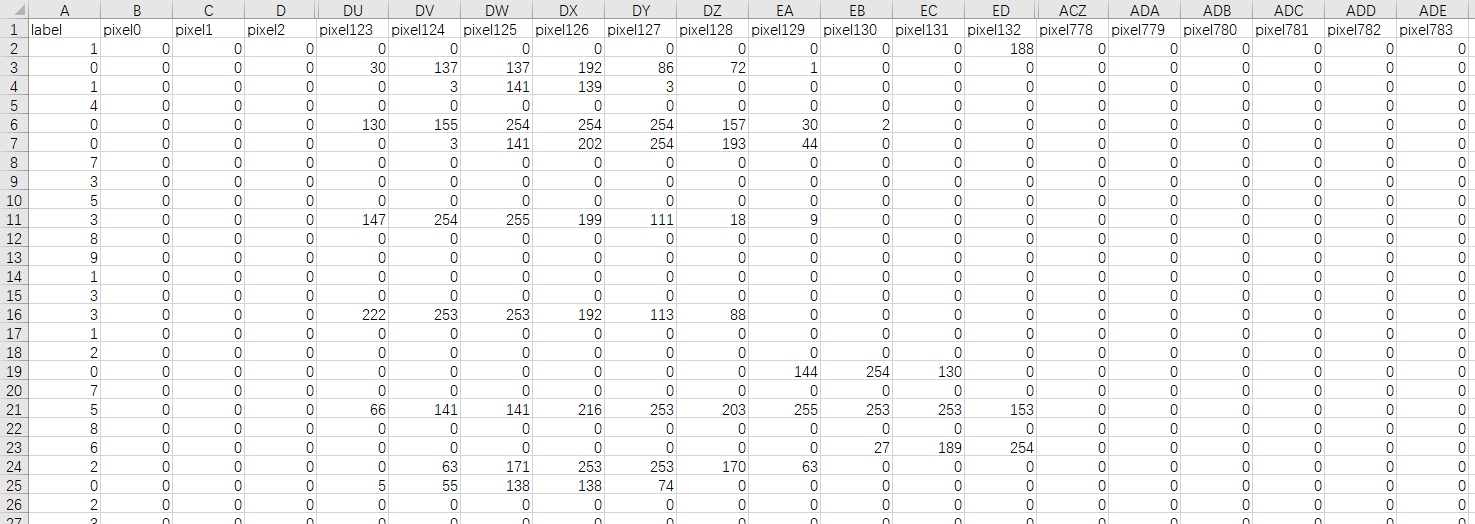 A B C D DU DV DW DX DY DZ EA EB EC ED ACZ ADA ADB ADC ADD ADE
1 label pixel0 pixel1 pixel2 pixel123 pixel124 pixel125 pixel126 pixel127 pixel128 pixel129 pixel130 pixel131 pixel132 pixel778 pixel779 pixel780 pixel781 pixel782 pixel783
2 1 0 0 0 0 0 0 0 0 0 0 0 0 188 0 0 0 0 0 0
3 0 0 0 0 30 137 137 192 86 72 1 0 0 0 0 0 0 0 0 0
4 1 0 0 0 0 3 141 139 3 0 0 0 0 0 0 0 0 0 0 0
5 4 0 0 0 0 0 0 0 0 0 0 0 0 0 0 0 0 0 0 0
6 0 0 0 0 130 155 254 254 254 157 30 2 0 0 0 0 0 0 0 0
7 0 0 0 0 0 3 141 202 254 193 44 0 0 0 0 0 0 0 0 0
8 7 0 0 0 0 0 0 0 0 0 0 0 0 0 0 0 0 0 0 0
9 3 0 0 0 0 0 0 0 0 0 0 0 0 0 0 0 0 0 0 0
10 5 0 0 0 0 0 0 0 0 0 0 0 0 0 0 0 0 0 0 0
11 3 0 0 0 147 254 255 199 111 18 9 0 0 0 0 0 0 0 0 0
12 8 0 0 0 0 0 0 0 0 0 0 0 0 0 0 0 0 0 0 0
13 9 0 0 0 0 0 0 0 0 0 0 0 0 0 0 0 0 0 0 0
14 1 0 0 0 0 0 0 0 0 0 0 0 0 0 0 0 0 0 0 0
15 3 0 0 0 0 0 0 0 0 0 0 0 0 0 0 0 0 0 0 0
16 3 0 0 0 222 253 253 192 113 88 0 0 0 0 0 0 0 0 0 0
17 1 0 0 0 0 0 0 0 0 0 0 0 0 0 0 0 0 0 0 0
18 2 0 0 0 0 0 0 0 0 0 0 0 0 0 0 0 0 0 0 0
19 0 0 0 0 0 0 0 0 0 0 144 254 130 0 0 0 0 0 0 0
20 7 0 0 0 0 0 0 0 0 0 0 0 0 0 0 0 0 0 0 0
21 5 0 0 0 66 141 141 216 253 203 255 253 253 153 0 0 0 0 0 0
22 8 0 0 0 0 0 0 0 0 0 0 0 0 0 0 0 0 0 0 0
23 6 0 0 0 0 0 0 0 0 0 0 27 189 254 0 0 0 0 0 0
24 2 0 0 0 0 63 171 253 253 170 63 0 0 0 0 0 0 0 0 0
25 0 0 0 0 5 55 138 138 74 0 0 0 0 0 0 0 0 0 0 0
26 2 0 0 0 0 0 0 0 0 0 0 0 0 0 0 0 0 0 0 0